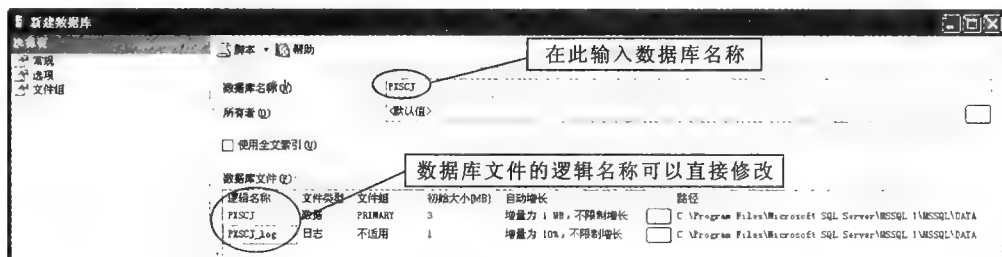 新建数据库
选择页
常规
选项
文件组
脚本 帮助
在此输入数据库名称
数据库名称(N) PXSCJ
所有者(O) <默认值>
使用全文索引(U)
数据库文件的逻辑名称可以直接修改
数据库文件(F)
逻辑名称 文件类型 文件组 初始大小(MB) 自动增长 路径
PXSCJ 数据 PRIMARY 3 增量为 1 MB，不限制增长 C \Program Files\Microsoft SQL Server\MSSQL 1\MSSQL\DATA
PXSCJ_log 日志 不适用 1 增量为 10%，不限制增长 C \Program Files\Microsoft SQL Server\MSSQL 1\MSSQL\DATA